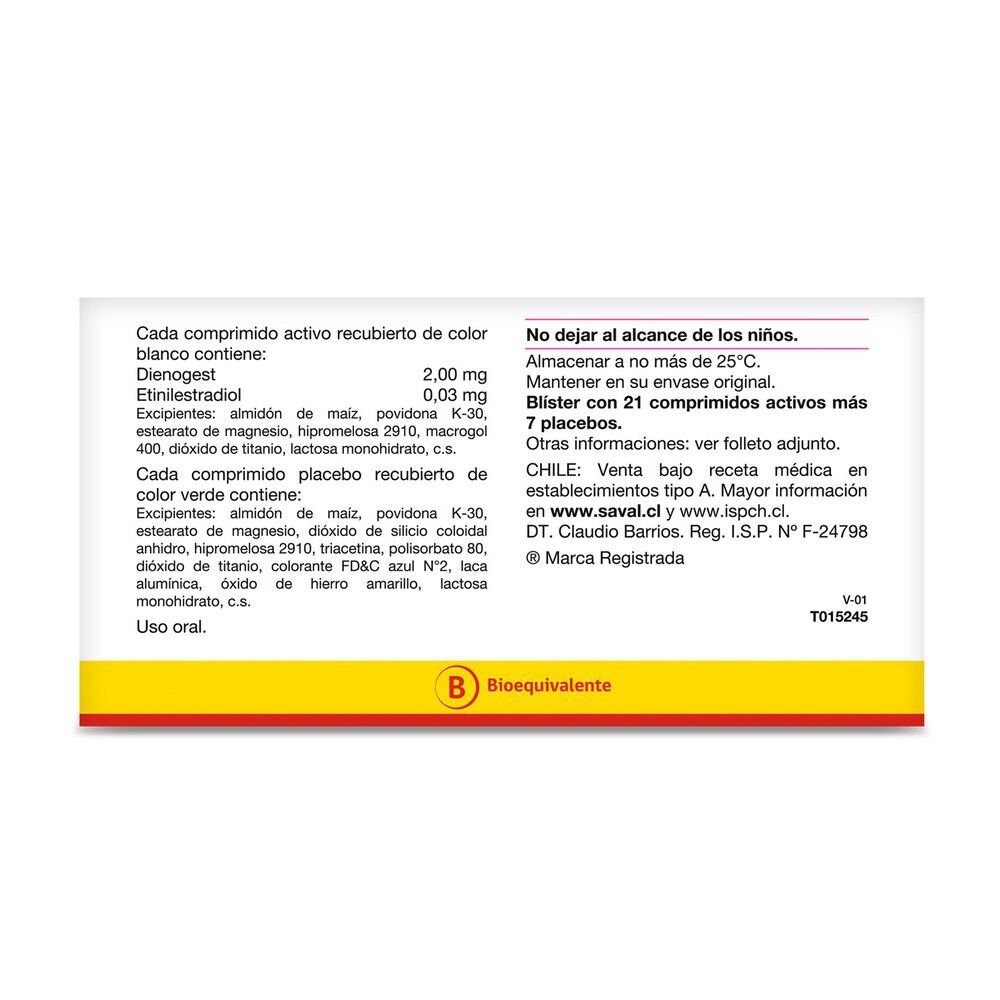 Cada comprimido activo recubierto de color
blanco contiene:
Dienogest 2,00 mg
Etinilestradiol 0,03 mg
Excipientes: almidón de maíz, povidona K-30,
estearato de magnesio, hipromelosa 2910, macrogol
400, dióxido de titanio, lactosa monohidrato, c.s.
Cada comprimido placebo recubierto de
color verde contiene:
Excipientes: almidón de maíz, povidona K-30,
estearato de magnesio, dióxido de silicio coloidal
anhidro, hipromelosa 2910, triacetina, polisorbato 80,
dióxido de titanio, colorante FD&C azul N°2, laca
alumínica, óxido de hierro amarillo, lactosa
monohidrato, c.s.
Uso oral.
No dejar al alcance de los niños.
Almacenar a no más de 25°C.
Mantener en su envase original.
Blíster con 21 comprimidos activos más
7 placebos.
Otras informaciones: ver folleto adjunto.
CHILE: Venta bajo receta médica en
establecimientos tipo A. Mayor información
en www.saval.cl y www.ispch.cl.
DT. Claudio Barrios. Reg. I.S.P. Nº F-24798
® Marca Registrada
V-01
T015245
B Bioequivalente